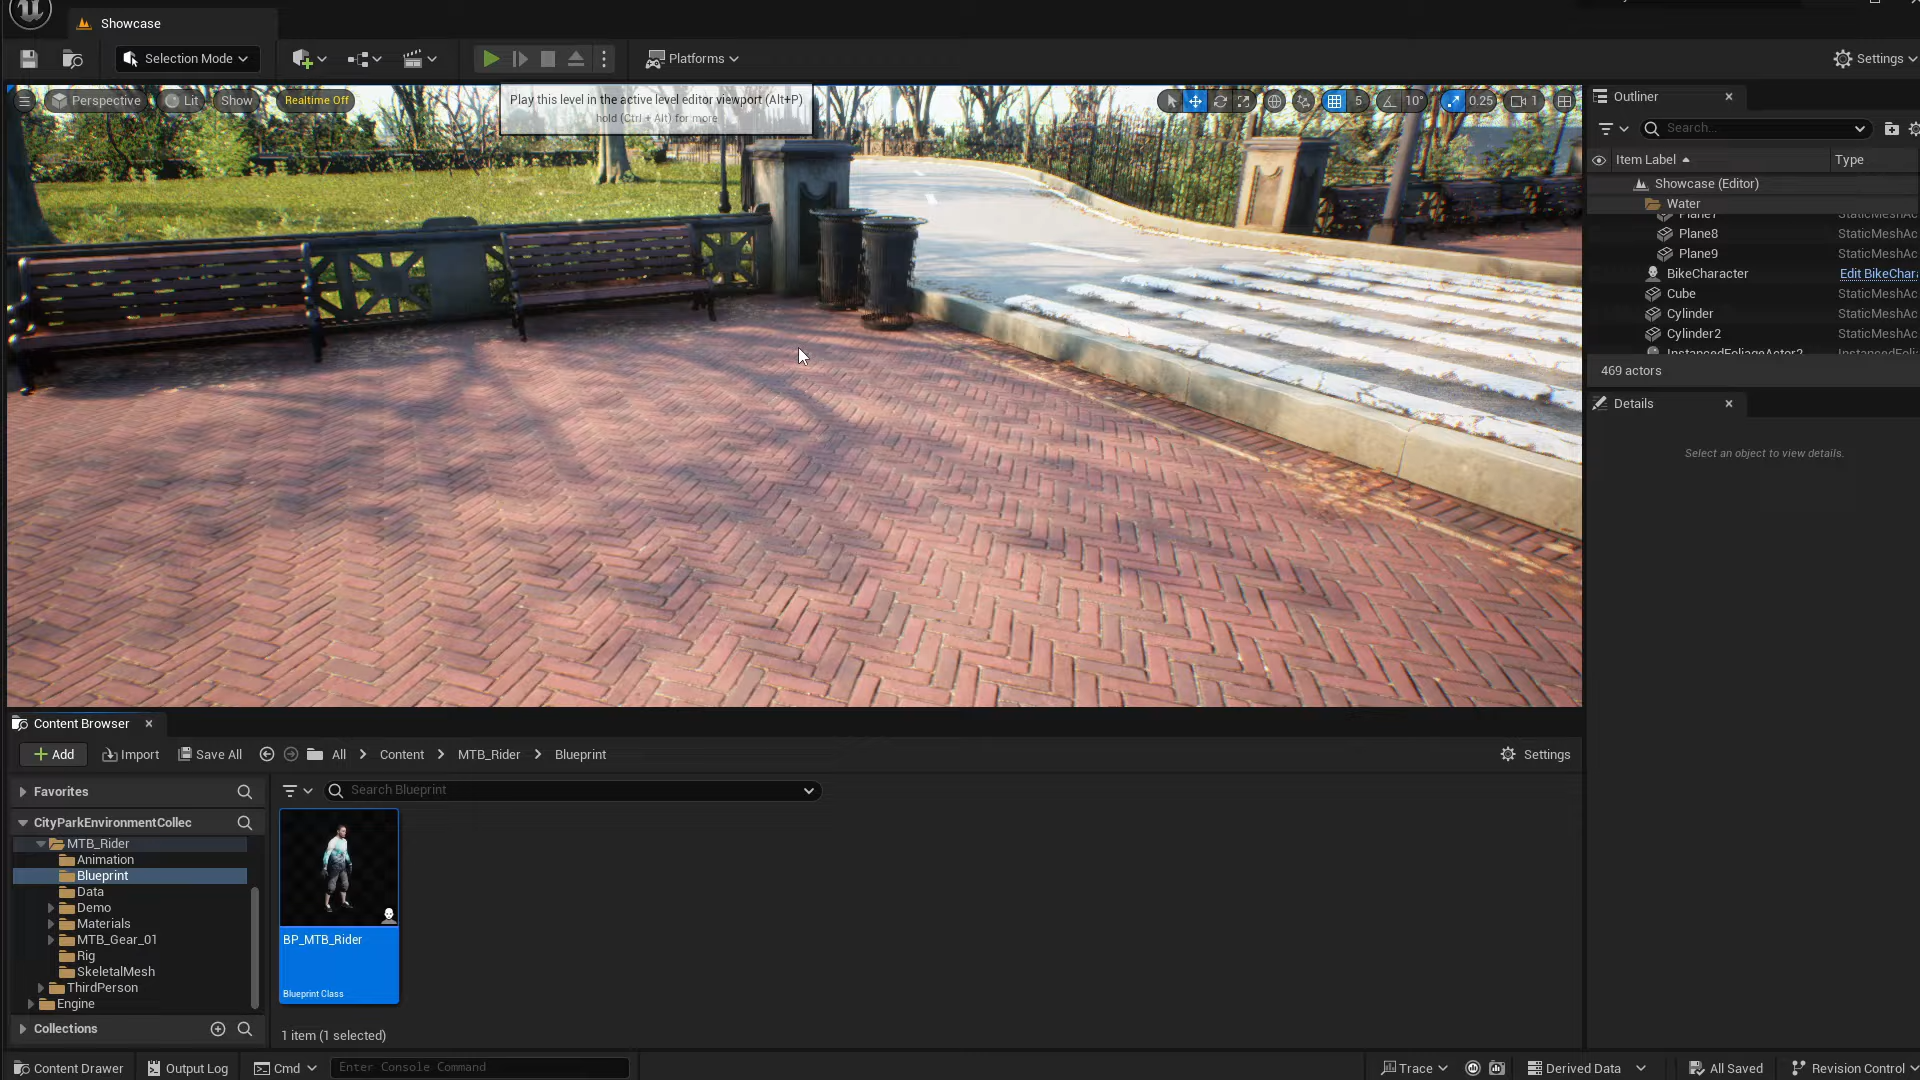 Showcase
Selection Mode
Platforms
Settings
Perspective
Lit
Show
Realtime Off
Play this level in the active level editor viewport (Alt+P)
hold (Ctrl + Alt) for more
5
10°
0.25
1
Outliner
Search...
Item Label
Type
Showcase (Editor)
Water
Plane7 StaticMeshAc
Plane8 StaticMeshAc
Plane9 StaticMeshAc
BikeCharacter Edit BikeChar
Cube StaticMeshAc
Cylinder StaticMeshAc
Cylinder2 StaticMeshAc
InstancedFoliageActor2 InstancedFoli
469 actors
Details
Select an object to view details.
Content Browser
Add
Import
Save All
All
Content
MTB_Rider
Blueprint
Settings
Favorites
Search Blueprint
CityParkEnvironmentCollec
MTB_Rider
Animation
Blueprint
Data
Demo
Materials
MTB_Gear_01
Rig
SkeletalMesh
ThirdPerson
Engine
Collections
BP_MTB_Rider
Blueprint Class
1 item (1 selected)
Content Drawer
Output Log
Cmd
Enter Console Command
Trace
Derived Data
All Saved
Revision Control